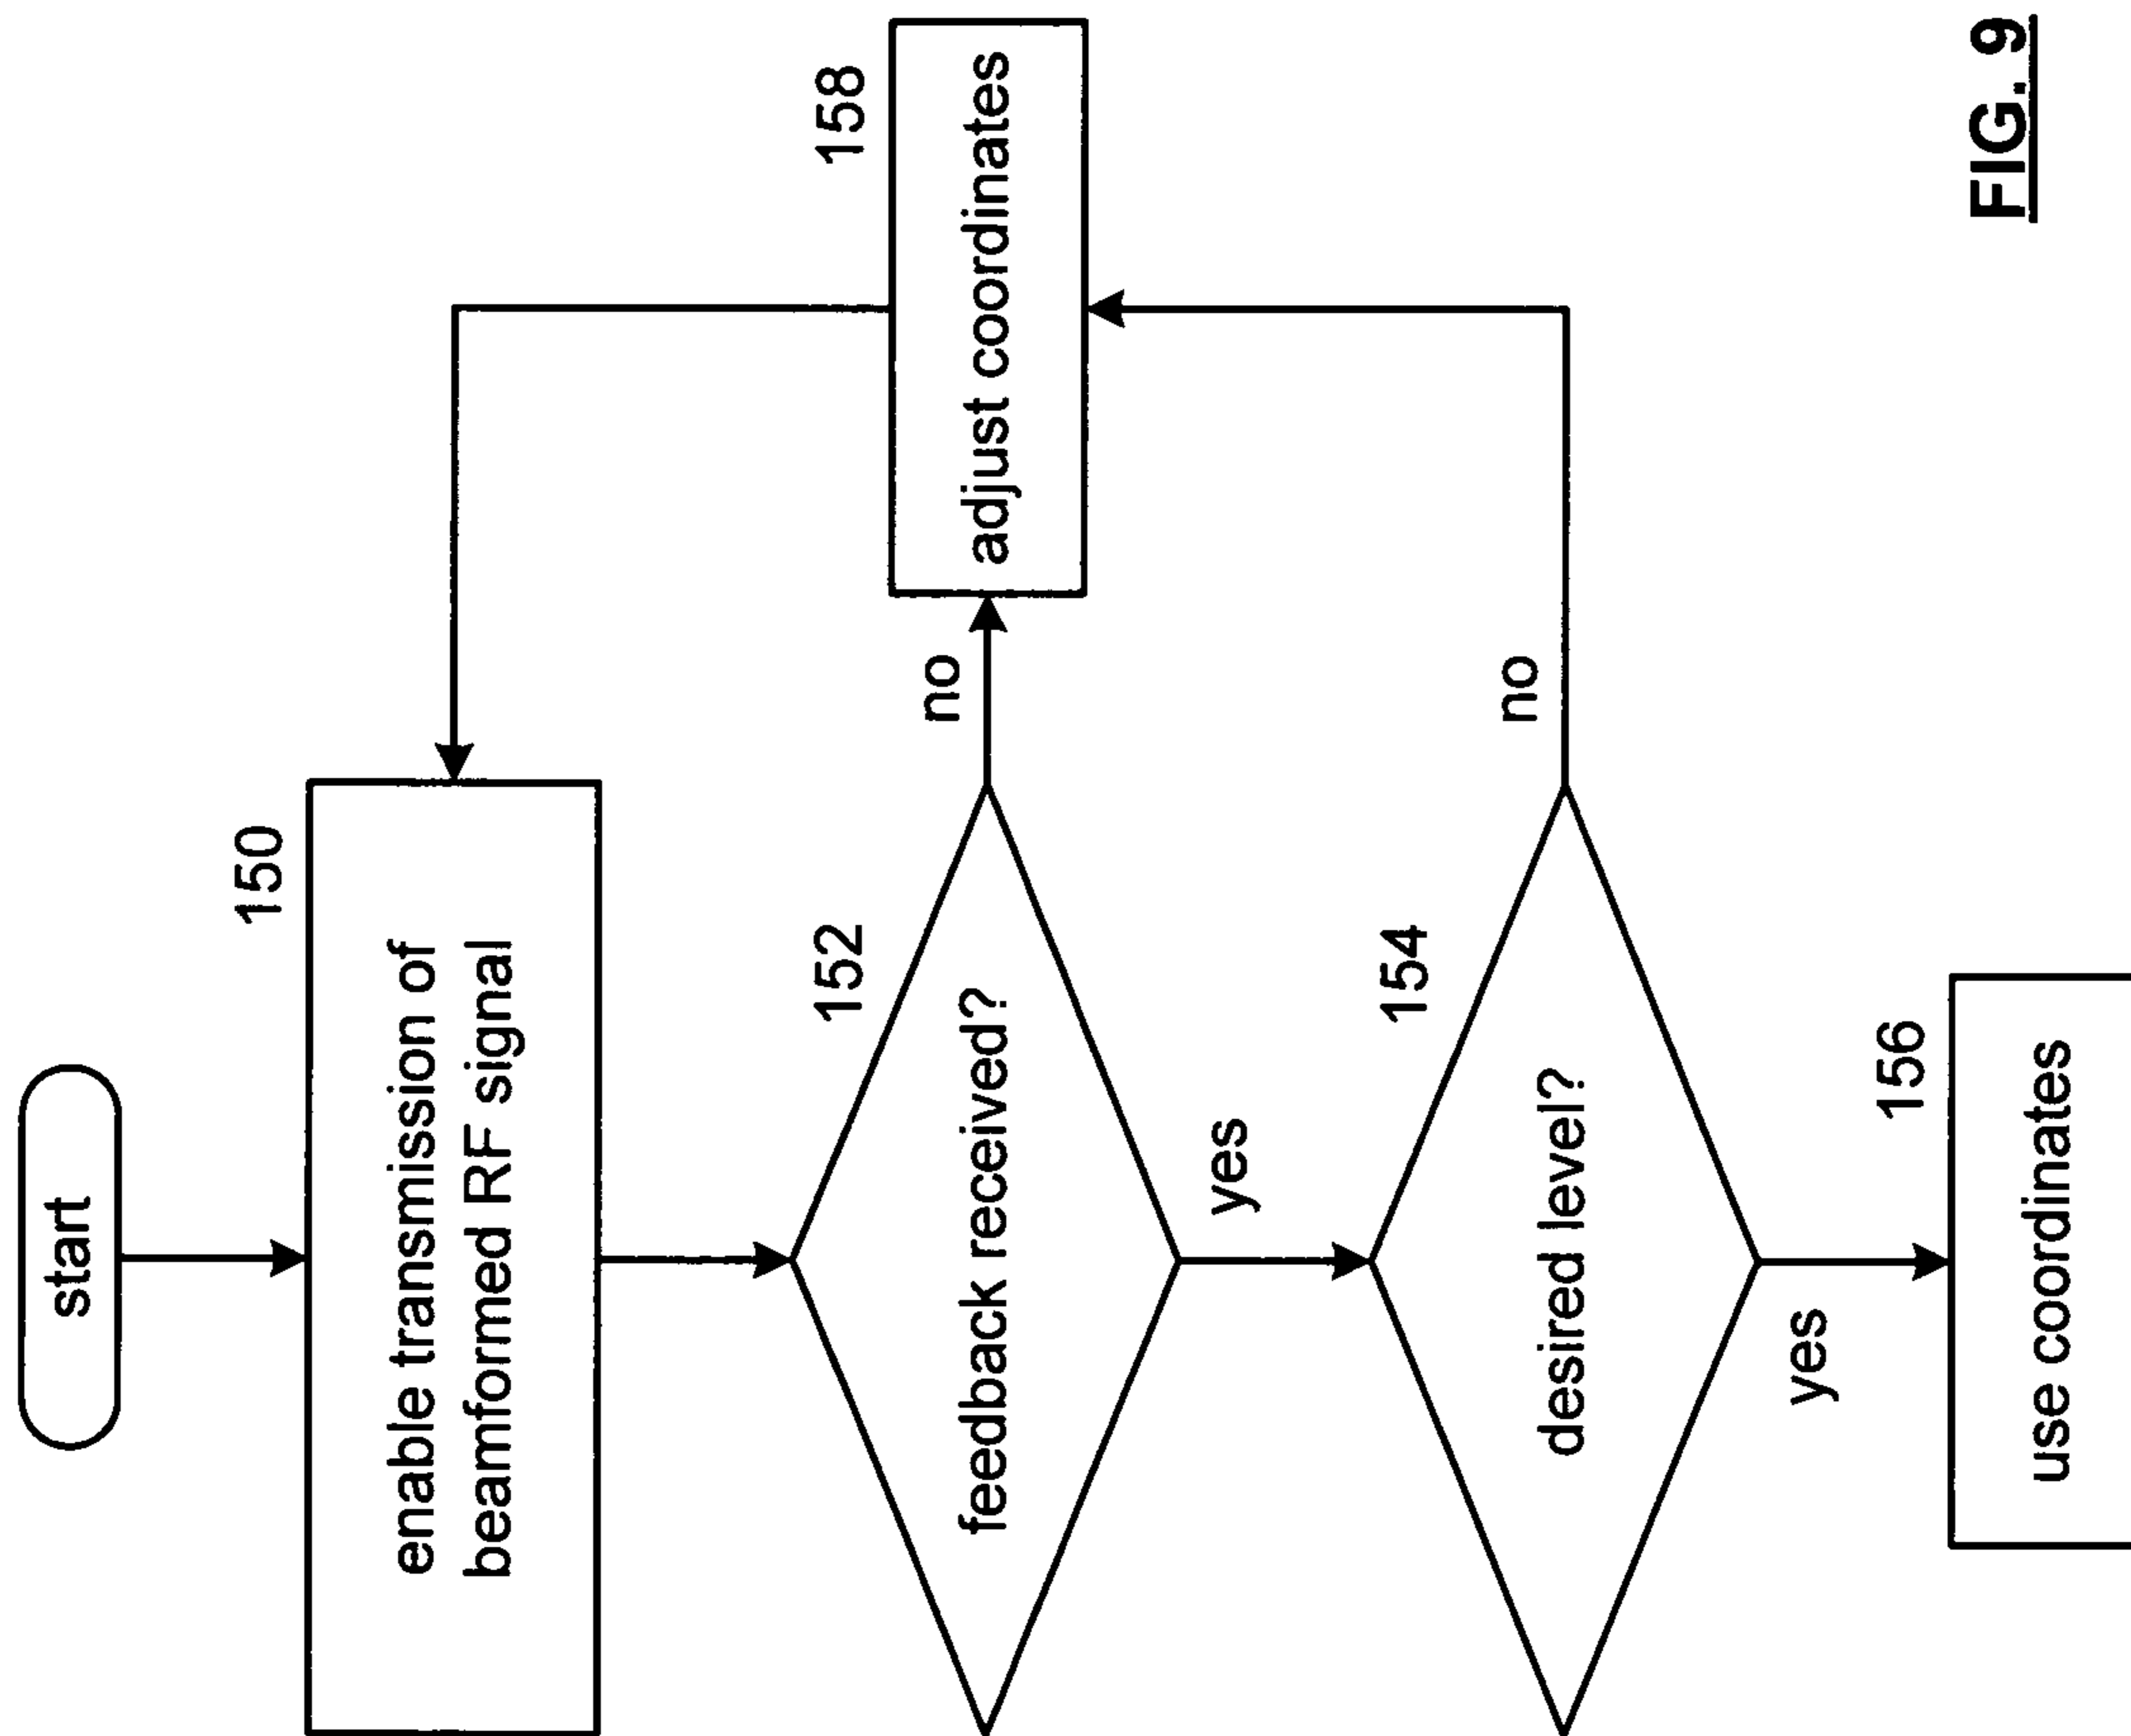 start
150
enable transmission of
beamformed RF signal
152
feedback received?
no
158
adjust coordinates
yes
154
desired level?
no
yes
156
use coordinates
FIG. 9